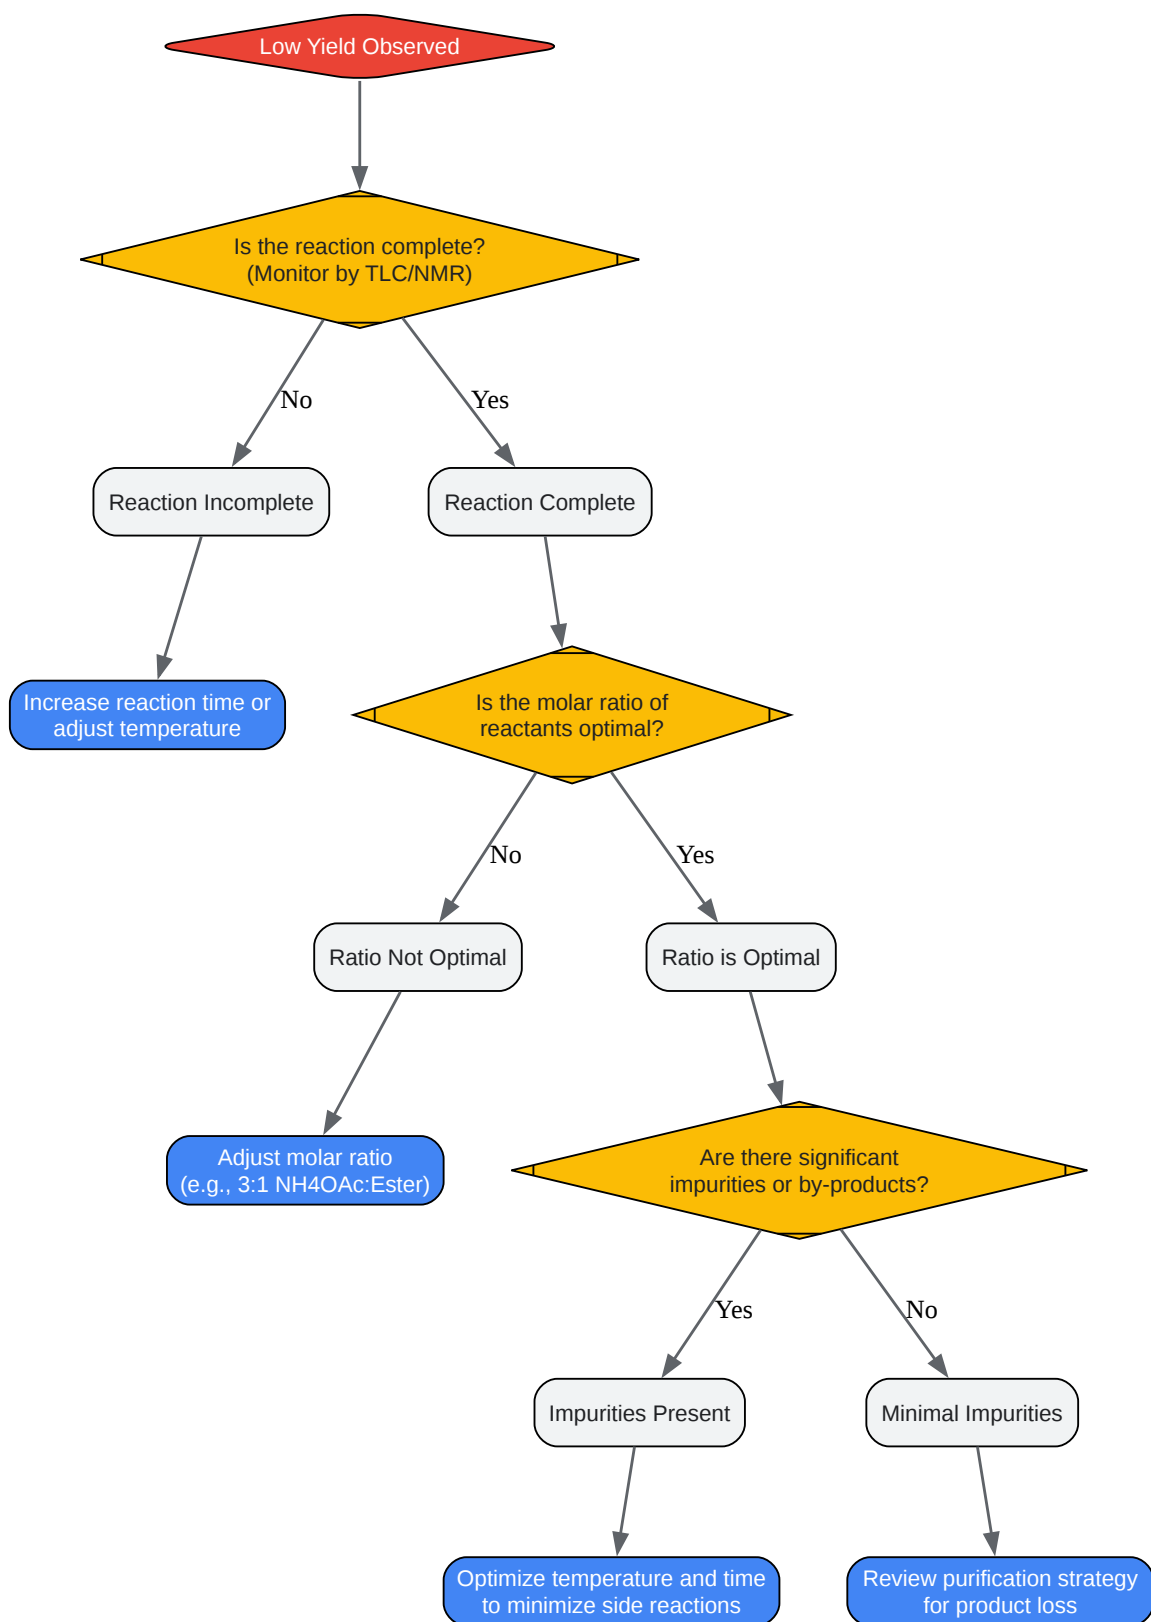 Low Yield Observed
Is the reaction complete?
(Monitor by TLC/NMR)
No
Yes
Reaction Incomplete
Reaction Complete
Increase reaction time or
adjust temperature
Is the molar ratio of
reactants optimal?
No
Yes
Ratio Not Optimal
Ratio is Optimal
Adjust molar ratio
(e.g., 3:1 NH4OAc:Ester)
Are there significant
impurities or by-products?
Yes
No
Impurities Present
Minimal Impurities
Optimize temperature and time
to minimize side reactions
Review purification strategy
for product loss